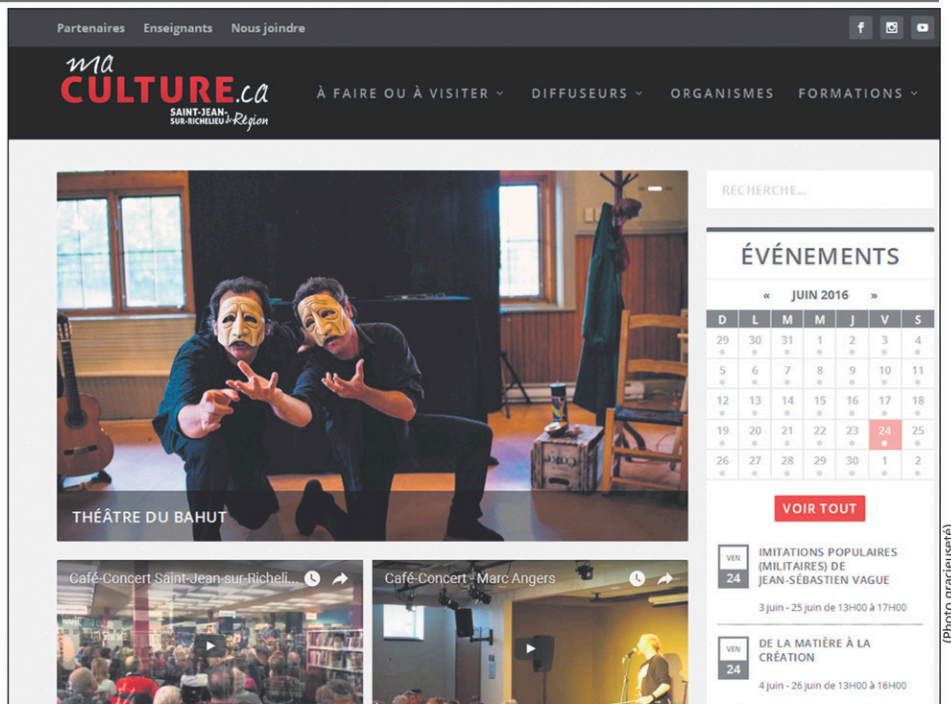 Partenaires Enseignants Nous joindre
ma
CULTURE.ca
SAINT-JEAN-
SUR-RICHELIEU & Région
À FAIRE OU À VISITER DIFFUSEURS ORGANISMES FORMATIONS
RECHERCHE...
ÉVÉNEMENTS
« JUIN 2016 »
D L M M J V S
29 30 31 1 2 3 4
5 6 7 8 9 10 11
12 13 14 15 16 17 18
19 20 21 22 23 24 25
26 27 28 29 30 1 2
VOIR TOUT
VEN
24
IMITATIONS POPULAIRES
(MILITAIRES) DE
JEAN-SÉBASTIEN VAGUE
3 juin - 25 juin de 13H00 à 17H00
VEN
24
DE LA MATIÈRE À LA
CRÉATION
4 juin - 26 juin de 13H00 à 16H00
THÉÂTRE DU BAHUT
Café-Concert Saint-Jean-sur-Richeli...
Café-Concert - Marc Angers
(Photo gracieuseté)